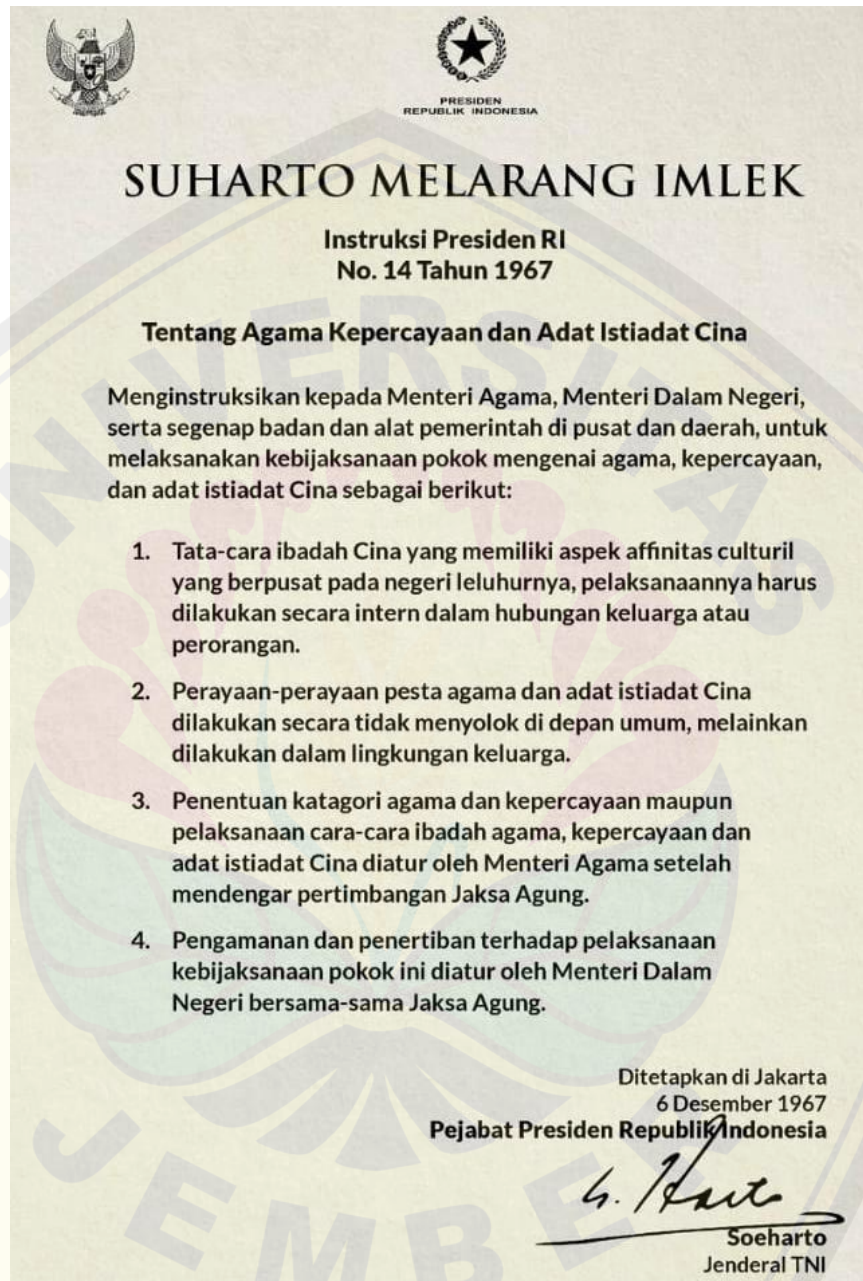 PRESIDEN
REPUBLIK INDONESIA
SUHARTO MELARANG IMLEK
Instruksi Presiden RI
No. 14 Tahun 1967
Tentang Agama Kepercayaan dan Adat Istiadat Cina
Menginstruksikan kepada Menteri Agama, Menteri Dalam Negeri,
serta segenap badan dan alat pemerintah di pusat dan daerah, untuk
melaksanakan kebijaksanaan pokok mengenai agama, kepercayaan,
dan adat istiadat Cina sebagai berikut:
1. Tata-cara ibadah Cina yang memiliki aspek affinitas culturil
yang berpusat pada negeri leluhurnya, pelaksanaannya harus
dilakukan secara intern dalam hubungan keluarga atau
perorangan.
2. Perayaan-perayaan pesta agama dan adat istiadat Cina
dilakukan secara tidak menyolok di depan umum, melainkan
dilakukan dalam lingkungan keluarga.
3. Penentuan katagori agama dan kepercayaan maupun
pelaksanaan cara-cara ibadah agama, kepercayaan dan
adat istiadat Cina diatur oleh Menteri Agama setelah
mendengar pertimbangan Jaksa Agung.
4. Pengamanan dan penertiban terhadap pelaksanaan
kebijaksanaan pokok ini diatur oleh Menteri Dalam
Negeri bersama-sama Jaksa Agung.
Ditetapkan di Jakarta
6 Desember 1967
Pejabat Presiden Republik Indonesia
Soeharto
Jenderal TNI
UNIVERSITAS
JEMBER